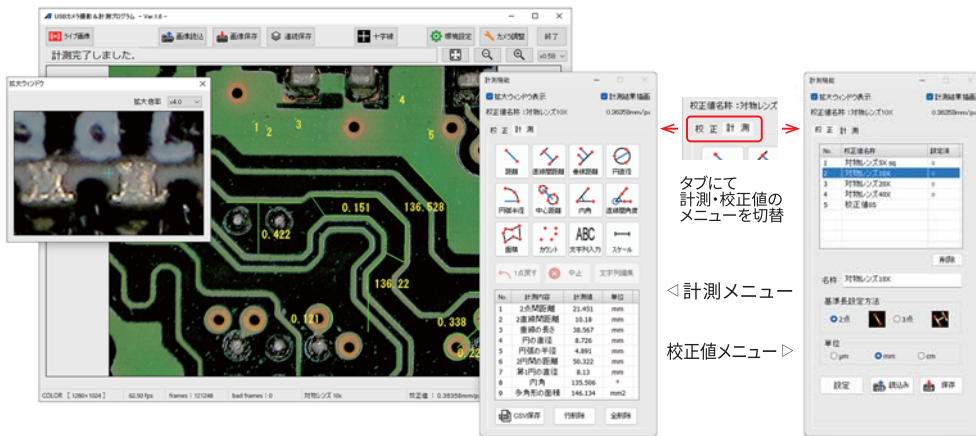 USBカメラ撮影&計測プログラム - Ver.1.6 -
ライブ画像
画像読込
画像保存
連続保存
十字線
環境設定
カメラ調整
終了
計測完了しました。
x0.58
拡大ウィンドウ
拡大倍率 x4.0
1
2
3
4
5
0.151
136.528
0.422
136.22
0.121
0.338
0.22
COLOR [ 1280×1024 ]
62.50 fps
frames : 121248
bad frames : 0
対物レンズ 10x
校正値 : 0.36358mm/p
計測機能
拡大ウィンドウ表示
計測結果描画
校正値名称 :対物レンズ10X
0.36358mm/px
校正 計測
距離
直線間距離
垂線距離
円直径
円弧半径
中心距離
内角
直線間角度
面積
カウント
ABC
文字列入力
スケール
1点戻す
中止
文字列編集
No. 計測内容 計測値 単位
1 2点間距離 21.451 mm
2 2直線間距離 10.18 mm
3 垂線の長さ 38.567 mm
4 円の直径 8.726 mm
5 円弧の半径 4.891 mm
6 2円間の距離 50.322 mm
7 第1円の直径 8.13 mm
8 内角 135.506 °
9 多角形の面積 146.134 mm2
CSV保存
行削除
全削除
校正値名称 :対物レンズ
校正 計測
タブにて
計測・校正値の
メニューを切替
◁計測メニュー
校正値メニュー▷
計測機能
拡大ウィンドウ表示
計測結果描画
校正値名称 :対物レンズ10X
0.36358mm/px
校正 計測
No. 校正値名称 設定済
1 対物レンズ5X sq ○
2 対物レンズ10X ○
3 対物レンズ20X ○
4 対物レンズ40X ○
5 校正値05
削除
名称 対物レンズ10X
基準長設定方法
2点
3点
単位
μm
mm
cm
設定
読込み
保存